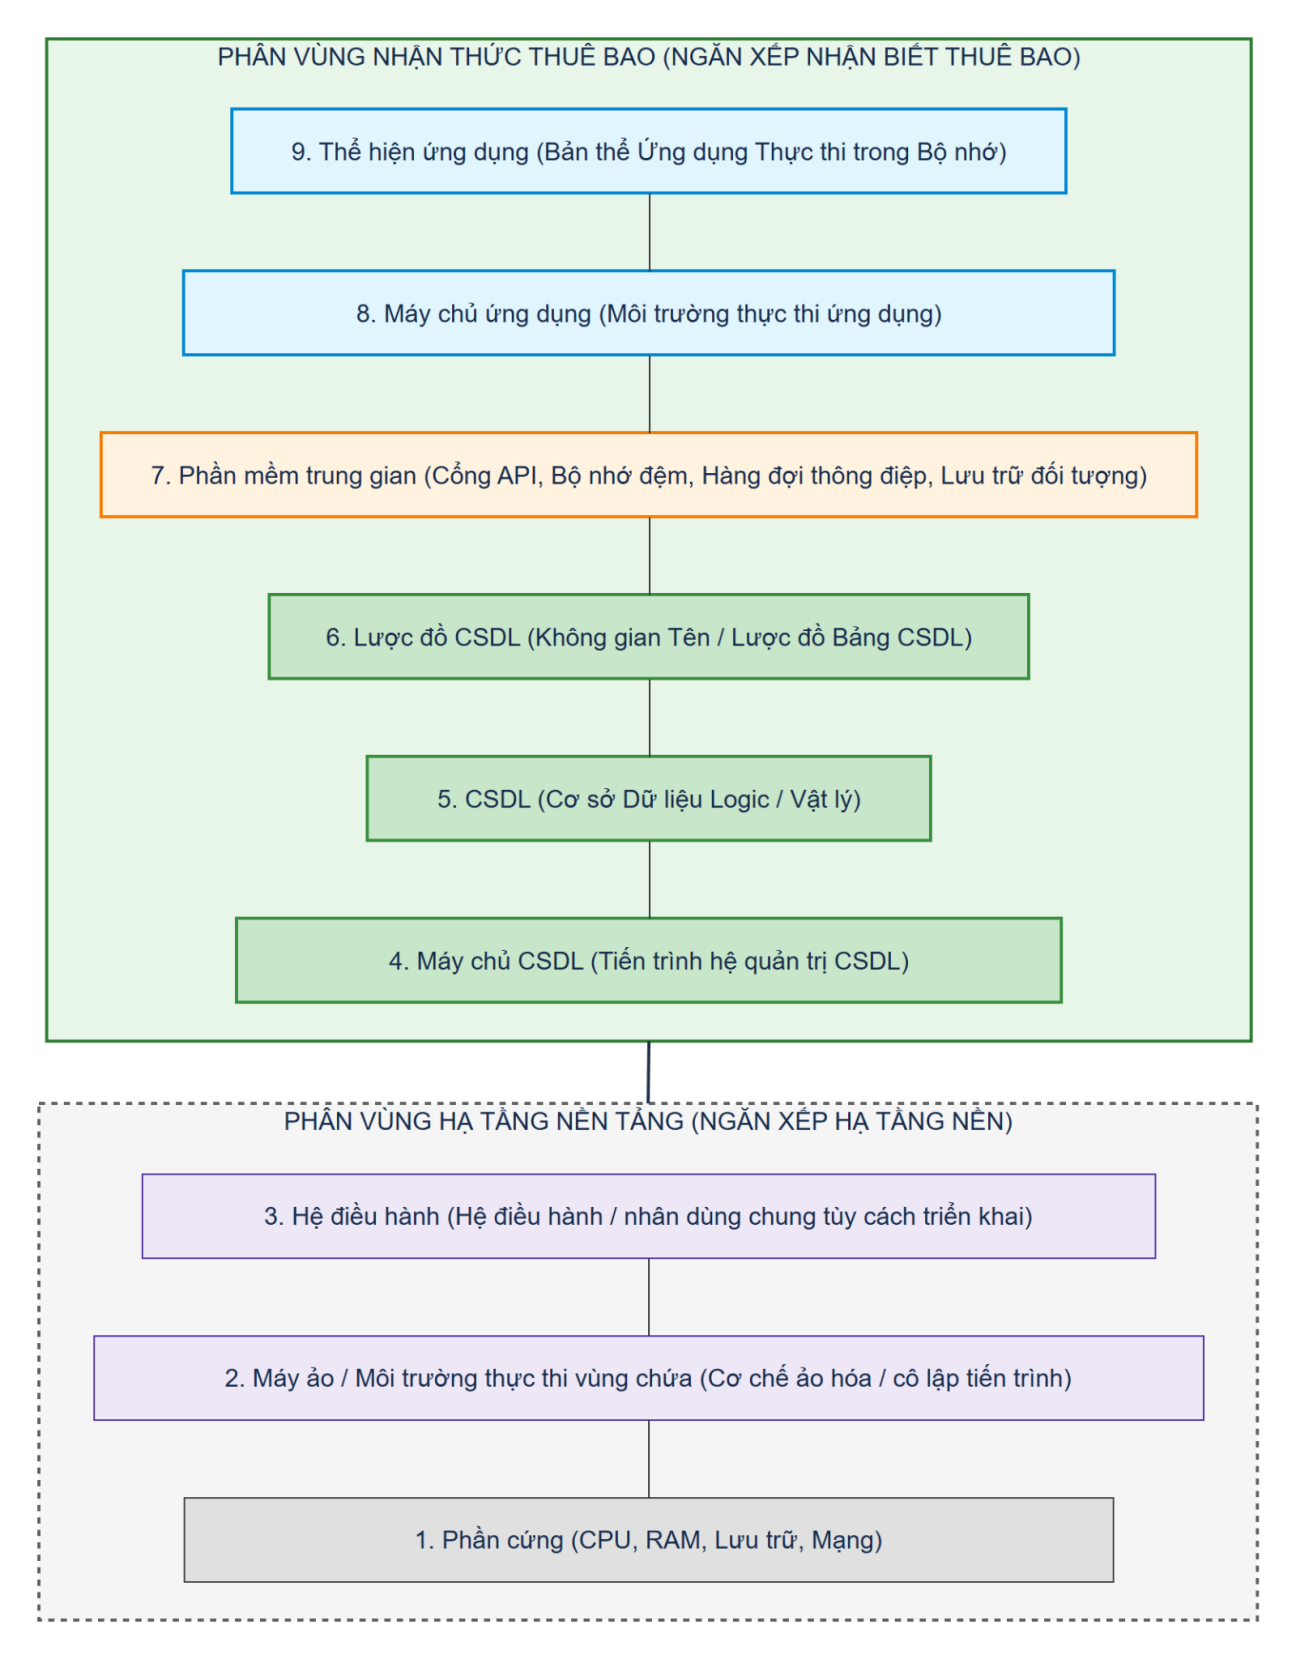 PHÂN VÙNG NHẬN THỨC THUÊ BAO (NGĂN XẾP NHẬN BIẾT THUÊ BAO)
9. Thể hiện ứng dụng (Bản thể Ứng dụng Thực thi trong Bộ nhớ)
8. Máy chủ ứng dụng (Môi trường thực thi ứng dụng)
7. Phần mềm trung gian (Cổng API, Bộ nhớ đệm, Hàng đợi thông điệp, Lưu trữ đối tượng)
6. Lược đồ CSDL (Không gian Tên / Lược đồ Bảng CSDL)
5. CSDL (Cơ sở Dữ liệu Logic / Vật lý)
4. Máy chủ CSDL (Tiến trình hệ quản trị CSDL)
PHÂN VÙNG HẠ TẦNG NỀN TẢNG (NGĂN XẾP HẠ TẦNG NỀN)
3. Hệ điều hành (Hệ điều hành / nhân dùng chung tùy cách triển khai)
2. Máy ảo / Môi trường thực thi vùng chứa (Cơ chế ảo hóa / cô lập tiến trình)
1. Phần cứng (CPU, RAM, Lưu trữ, Mạng)